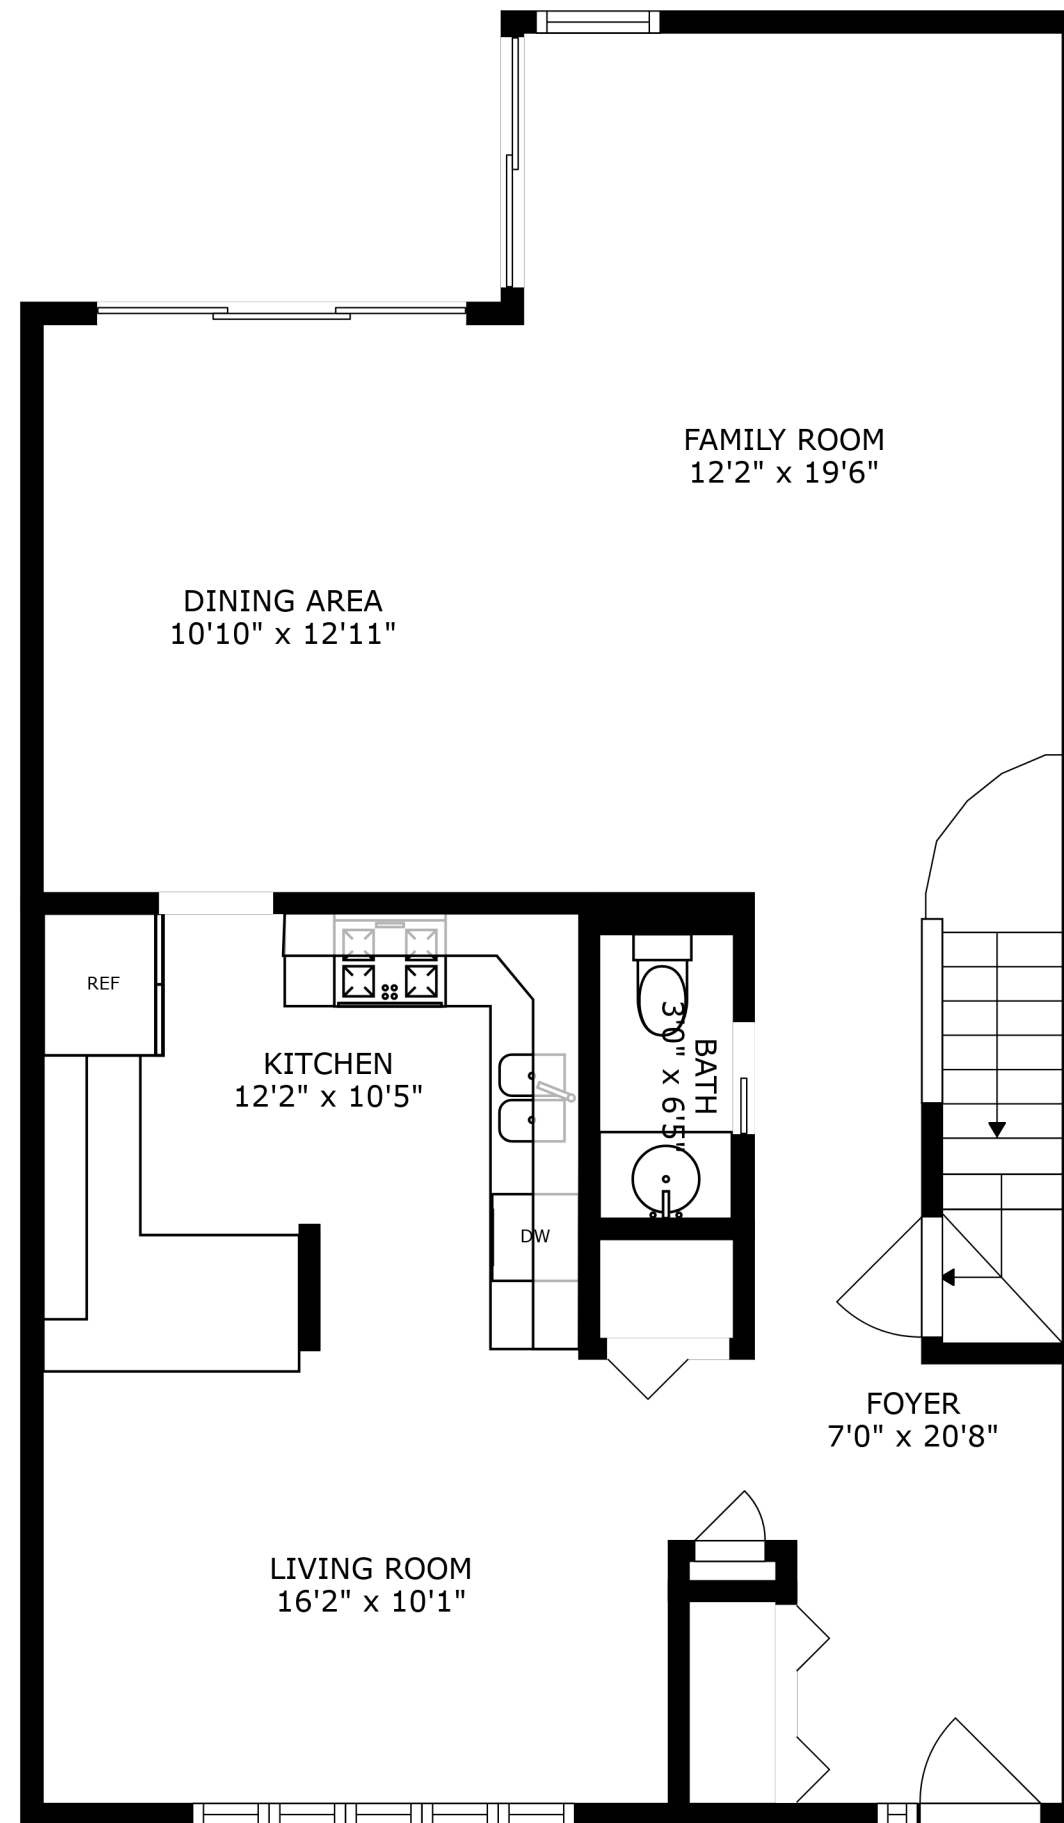 FAMILY ROOM
12'2" x 19'6"
DINING AREA
10'10" x 12'11"
REF
KITCHEN
12'2" x 10'5"
BATH
3'0" x 6'5"
DW
FOYER
7'0" x 20'8"
LIVING ROOM
16'2" x 10'1"